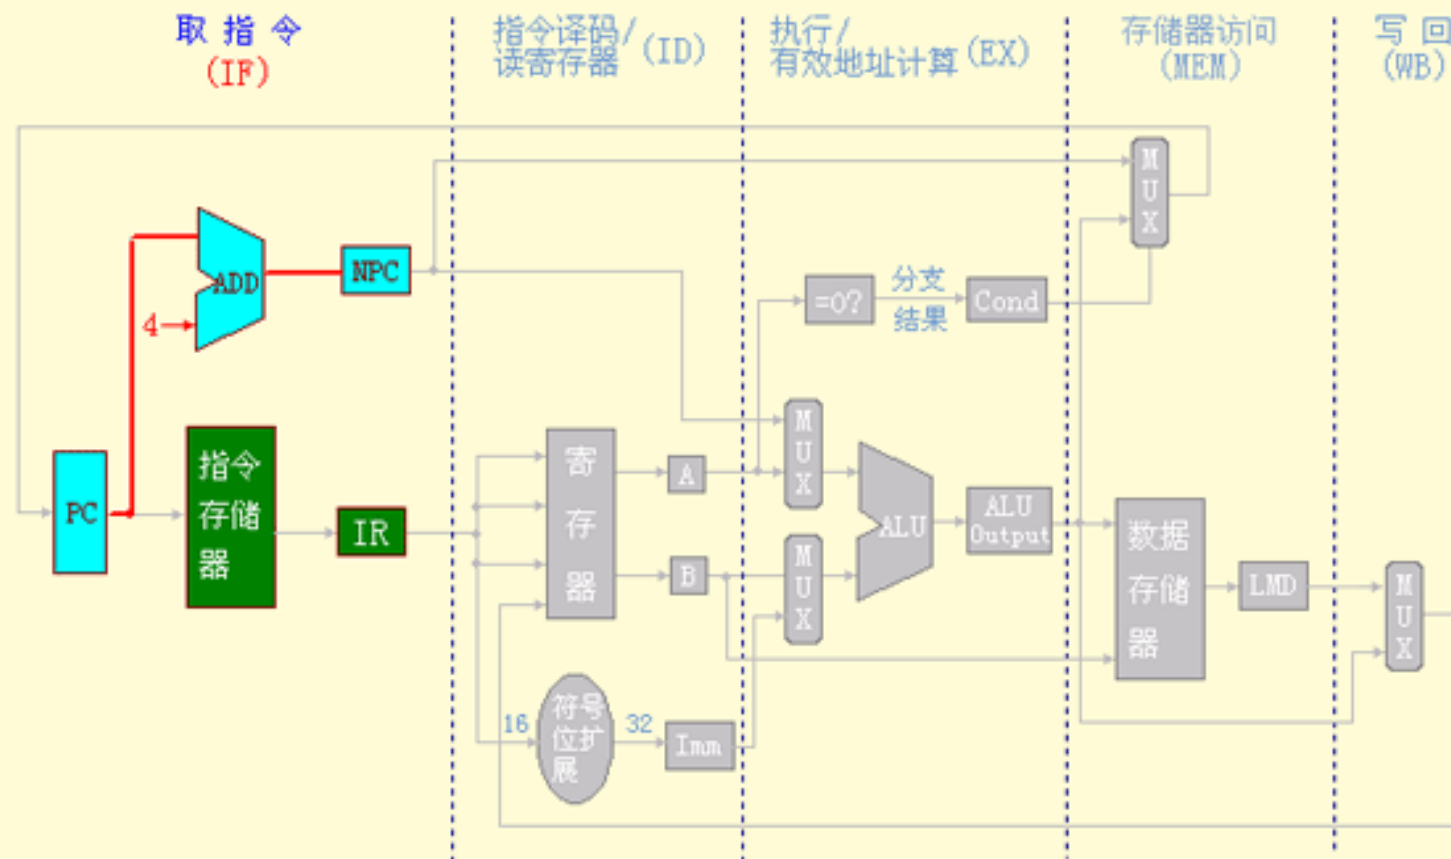 取 指 令
(IF)
指令译码/
读寄存器 (ID)
执行/
有效地址计算 (EX)
存储器访问
(MEM)
写 回
(WB)
M
U
X
ADD
NPC
4
=0?
分支
结果
Cond
PC
指令
存储
器
IR
寄
存
器
A
B
M
U
X
M
U
X
ALU
ALU
Output
数据
存储
器
LMD
M
U
X
16
符号
位扩
展
32
Imm